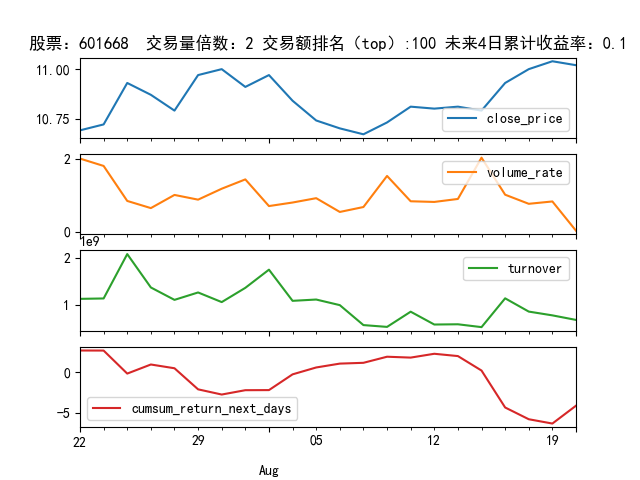 股票：601668  交易量倍数：2 交易额排名（top）:100 未来4日累计收益率：0.1
11.00
10.75
close_price
2
0
volume_rate
1e9
2
1
turnover
0
−5
cumsum_return_next_days
22
29
05
12
19
Aug